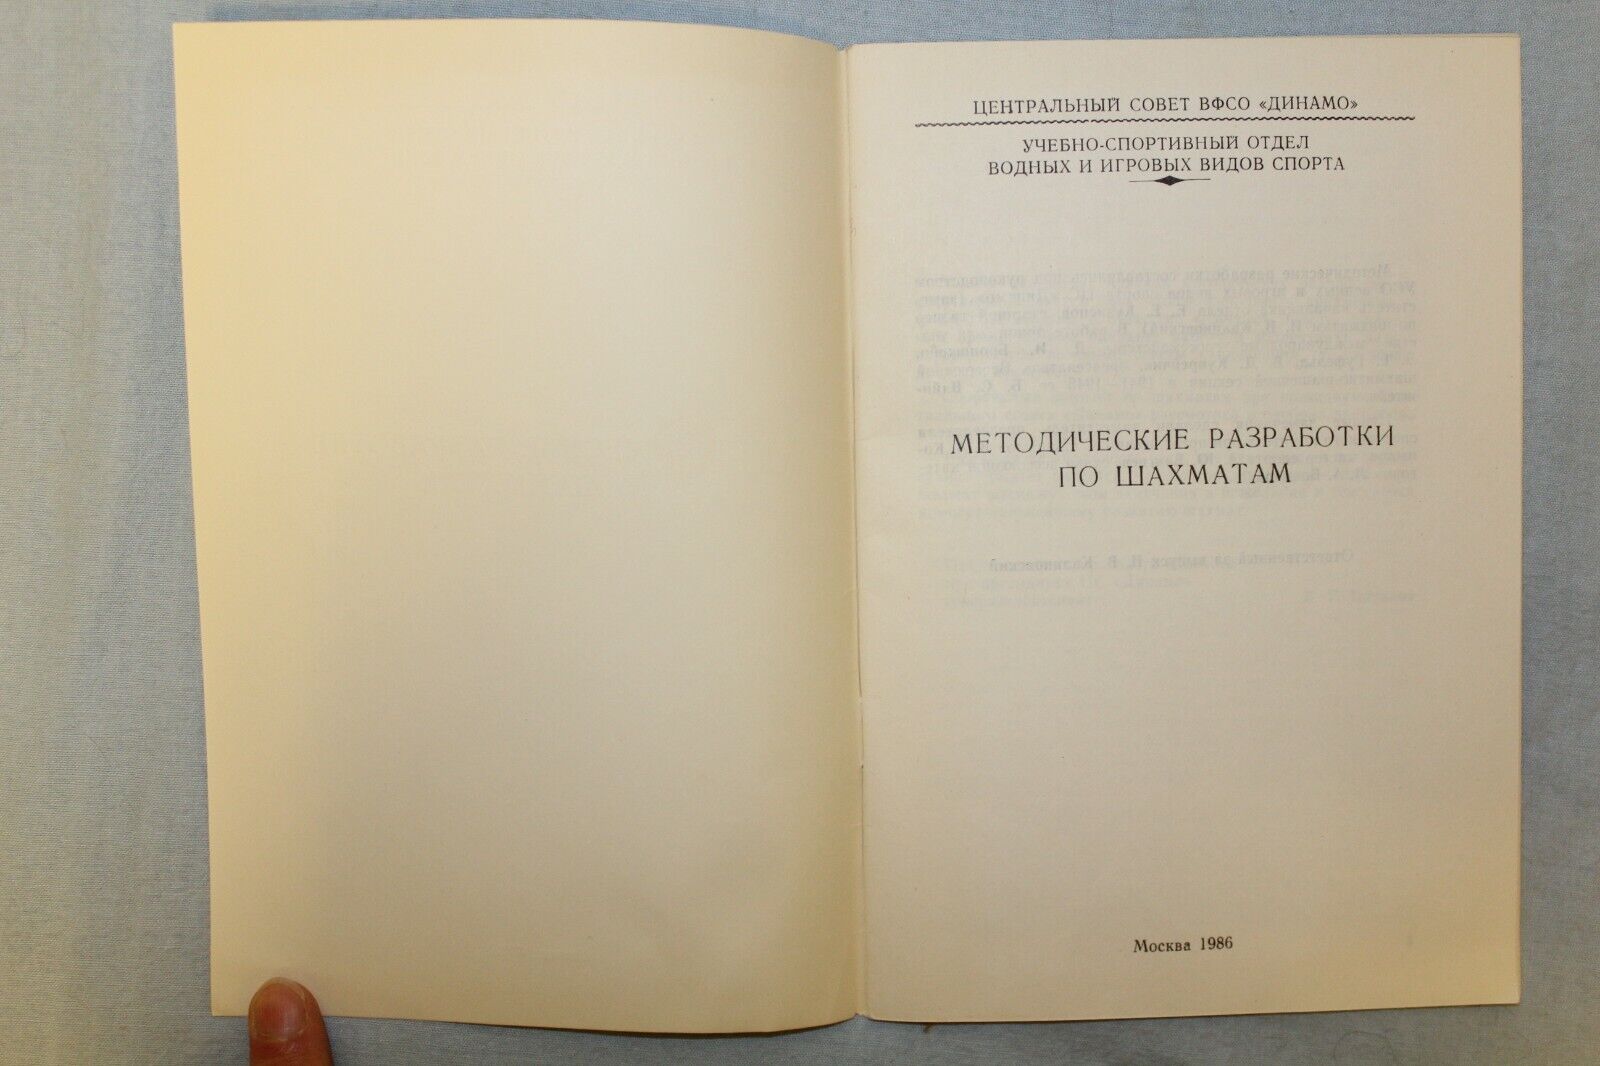 ЦЕНТРАЛЬНЫЙ СОВЕТ ВФСО «ДИНАМО»
УЧЕБНО-СПОРТИВНЫЙ ОТДЕЛ
ВОДНЫХ И ИГРОВЫХ ВИДОВ СПОРТА
МЕТОДИЧЕСКИЕ РАЗРАБОТКИ
ПО ШАХМАТАМ
Москва 1986